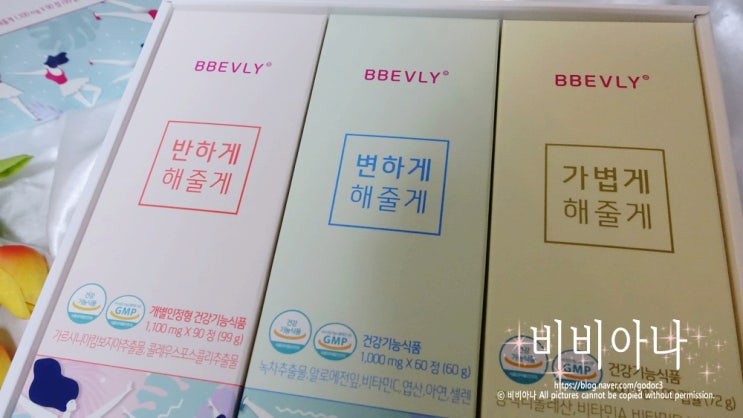 BBEVLY
반하게
해줄게
건강
기능식품
GMP
개별인정형 건강기능식품
1,100 mg X 90 정 (99 g)
가르시니아캄보지아추출물, 콜레우스포스콜리추출물
BBEVLY
변하게
해줄게
건강
기능식품
GMP
건강기능식품
1,000 mg X 60 정 (60 g)
녹차추출물, 알로에전잎, 비타민C, 엽산, 아연, 셀렌
BBEVLY
가볍게
해줄게
비비아나
https://blog.naver.com/godoc3
© 비비아나 All pictures cannot be copied without permission.